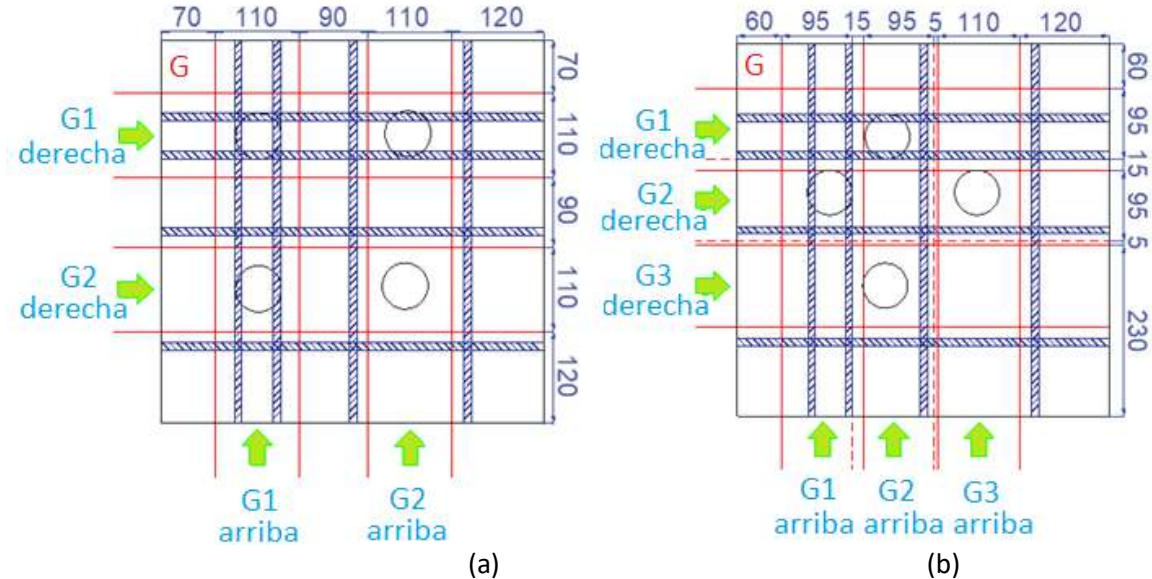 70 110 90 110 120
G
70
110
90
110
120
G1
derecha
G2
derecha
G1
arriba
G2
arriba
(a)
60 95 15 95 5 110 120
G
60
95
15
95
5
230
G1
derecha
G2
derecha
G3
derecha
G1
arriba
G2
arriba
G3
arriba
(b)